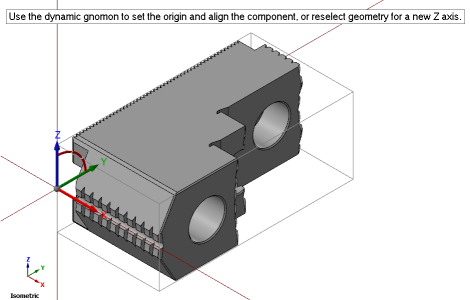 Use the dynamic gnomon to set the origin and align the component, or reselect geometry for a new Z axis.
Z
Y
X
Z
Y
X
Isometric